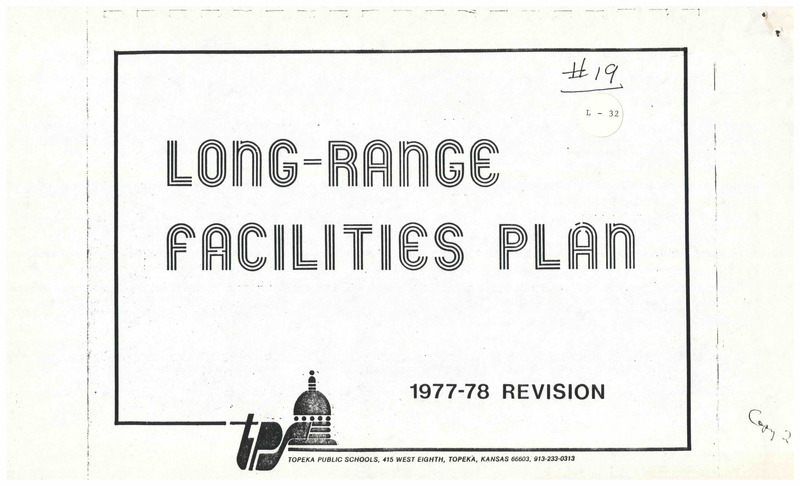 #19
L - 32
LONG-RANGE
FACILITIES PLAN
1977-78 REVISION
tps
TOPEKA PUBLIC SCHOOLS, 415 WEST EIGHTH, TOPEKA, KANSAS 66603, 913-233-0313
Copy 2